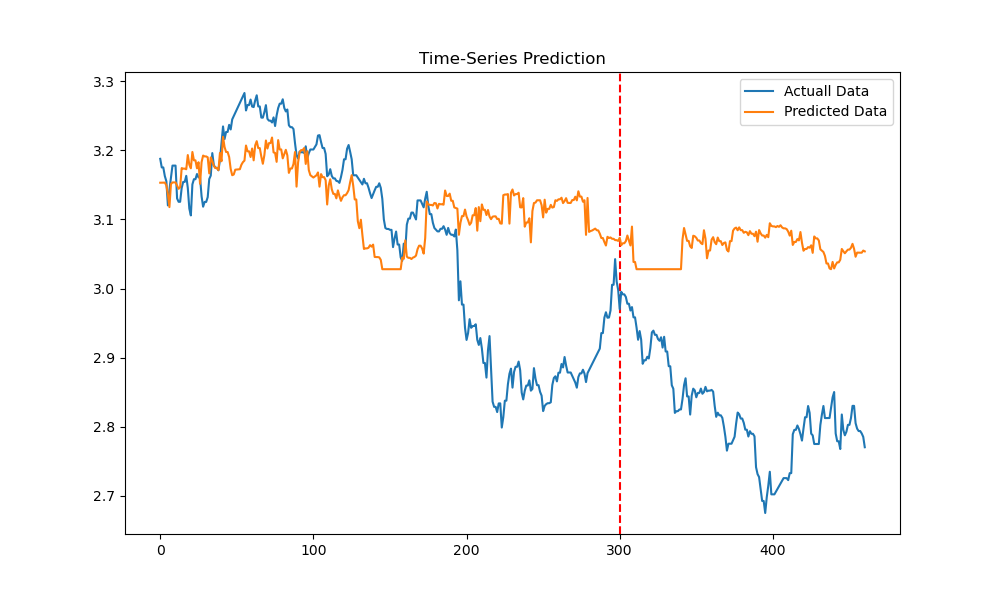 Time-Series Prediction
Actuall Data
Predicted Data
3.3
3.2
3.1
3.0
2.9
2.8
2.7
0 100 200 300 400